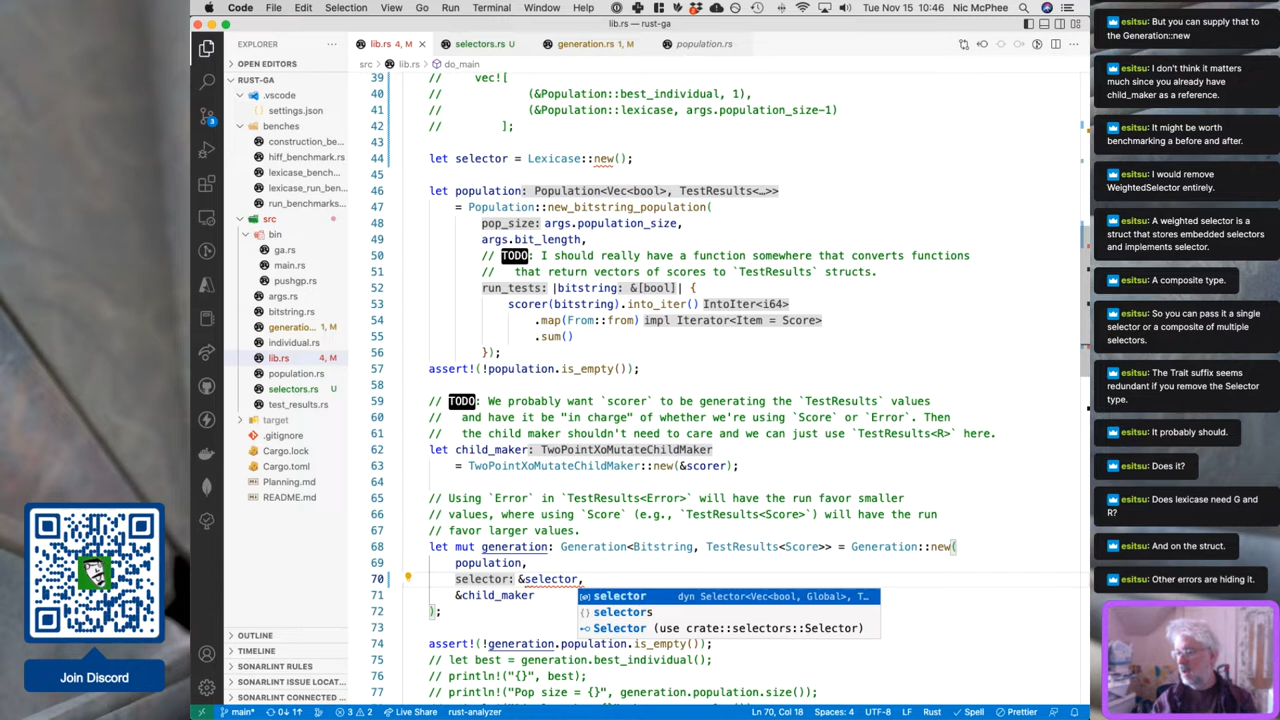 Code File Edit Selection View Go Run Terminal Window Help
Tue Nov 15 10:46 Nic McPhee
lib.rs — rust-ga
EXPLORER
OPEN EDITORS
RUST-GA
.vscode
settings.json
benches
construction_be...
hiff_benchmark.rs
lexicase_bench...
lexicase_run_ben...
run_benchmarks...
src
bin
ga.rs
main.rs
pushgp.rs
args.rs
bitstring.rs
generatio... 1, M
individual.rs
lib.rs 4, M
population.rs
selectors.rs U
test_results.rs
target
.gitignore
Cargo.lock
Cargo.toml
Planning.md
README.md
OUTLINE
TIMELINE
SONARLINT RULES
SONARLINT ISSUE LOCAT...
SONARLINT CONNECTED ...
3
lib.rs 4, M
selectors.rs U
generation.rs 1, M
population.rs
src > lib.rs > do_main
39 // vec![
40 // (&Population::best_individual, 1),
41 // (&Population::lexicase, args.population_size-1)
42 // ];
43
44 let selector = Lexicase::new();
45
46 let population: Population<Vec<bool>, TestResults<…>>
47 = Population::new_bitstring_population(
48 pop_size: args.population_size,
49 args.bit_length,
50 // TODO: I should really have a function somewhere that converts functions
51 // that return vectors of scores to `TestResults` structs.
52 run_tests: |bitstring: &[bool]| {
53 scorer(bitstring).into_iter() IntoIter<i64>
54 .map(From::from) impl Iterator<Item = Score>
55 .sum()
56 });
57 assert!(!population.is_empty());
58
59 // TODO: We probably want `scorer` to be generating the `TestResults` values
60 // and have it be "in charge" of whether we're using `Score` or `Error`. Then
61 // the child maker shouldn't need to care and we can just use `TestResults<R>` here.
62 let child_maker: TwoPointXoMutateChildMaker
63 = TwoPointXoMutateChildMaker::new(&scorer);
64
65 // Using `Error` in `TestResults<Error>` will have the run favor smaller
66 // values, where using `Score` (e.g., `TestResults<Score>`) will have the run
67 // favor larger values.
68 let mut generation: Generation<Bitstring, TestResults<Score>> = Generation::new(
69 population,
70 selector: &selector,
71 &child_maker
72 );
73
74 assert!(!generation.population.is_empty());
75 // let best = generation.best_individual();
76 // println!("{}", best);
77 // println!("Pop size = {}", generation.population.size());
selector dyn Selector<Vec<bool, Global>, T…
selectors
Selector (use crate::selectors::Selector)
main* 0↓ 1↑ 3 2 Live Share rust-analyzer
Ln 70, Col 18 Spaces: 4 UTF-8 LF Rust Spell Prettier
Join Discord
esitsu: But you can supply that to
the Generation::new
esitsu: I don't think it matters
much since you already have
child_maker as a reference.
esitsu: It might be worth
benchmarking a before and after.
esitsu: I would remove
WeightedSelector entirely.
esitsu: A weighted selector is a
struct that stores embedded selectors
and implements selector.
esitsu: A composite type.
esitsu: So you can pass it a single
selector or a composite of multiple
selectors.
esitsu: The Trait suffix seems
redundant if you remove the Selector
type.
esitsu: It probably should.
esitsu: Does it?
esitsu: Does lexicase need G and
R?
esitsu: And on the struct.
esitsu: Other errors are hiding it.